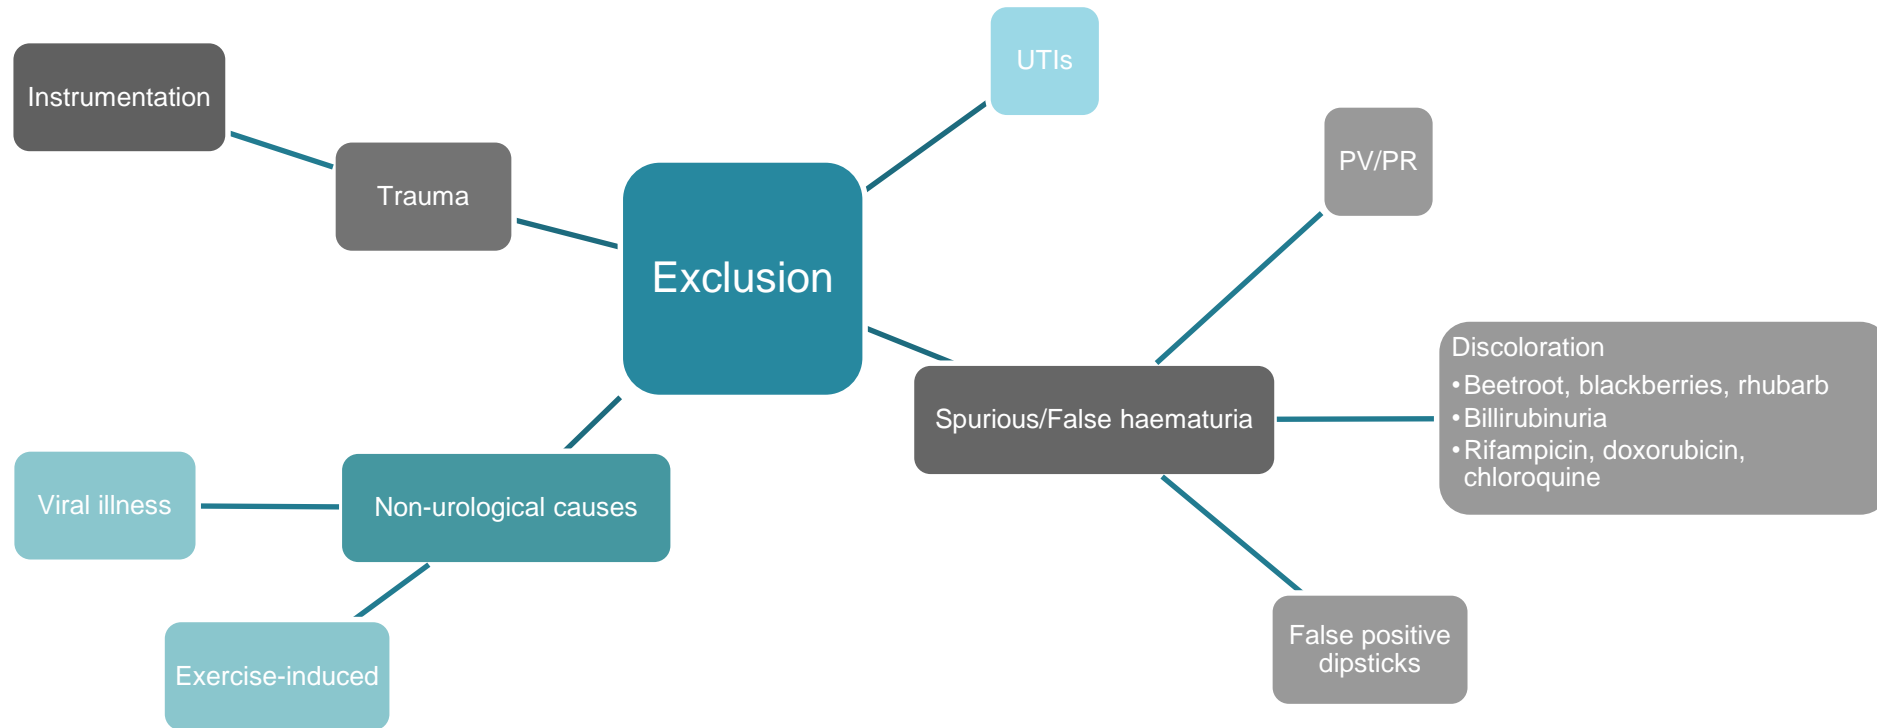 Instrumentation
Trauma
Exclusion
UTIs
PV/PR
Discoloration
•Beetroot, blackberries, rhubarb
•Billirubinuria
•Rifampicin, doxorubicin,
chloroquine
Spurious/False haematuria
False positive
dipsticks
Non-urological causes
Viral illness
Exercise-induced